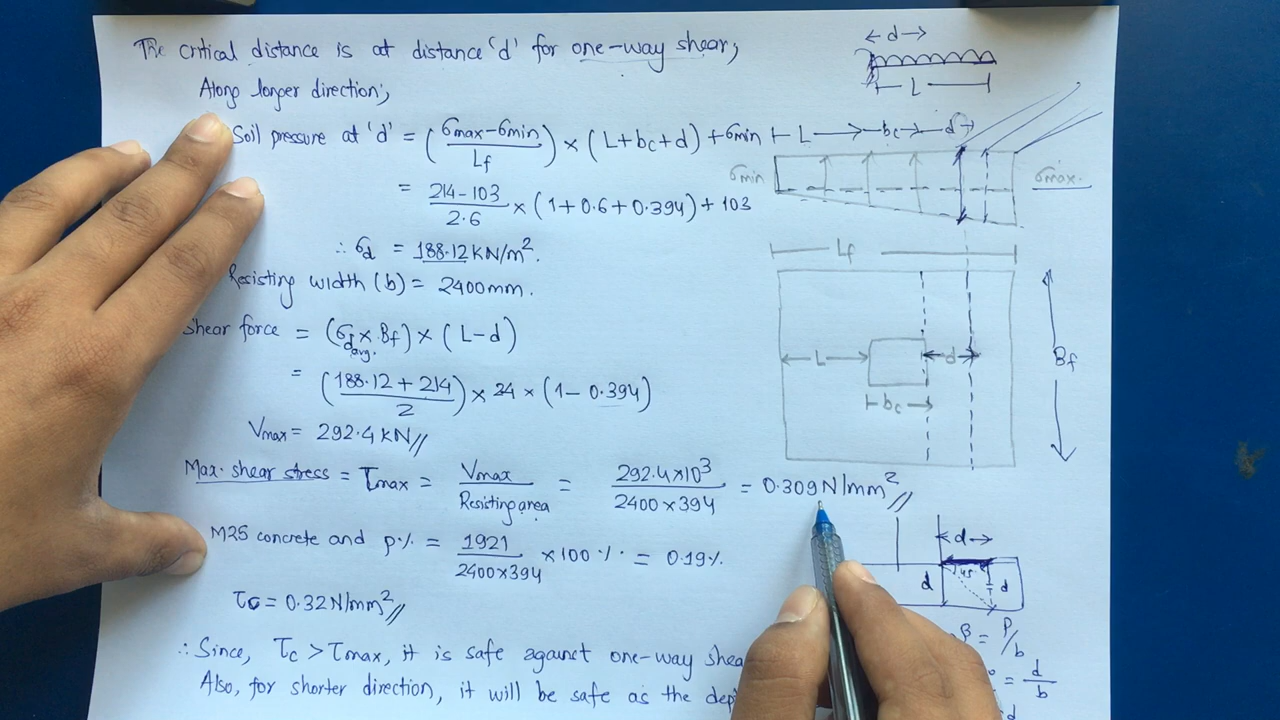 The critical distance is at distance 'd' for one-way shear,
Along longer direction,
Soil pressure at 'd' = (σmax-σmin / Lf) × (L+bc+d) + σmin
= 214-103 / 2.6 × (1+0.6+0.394) + 103
∴ σd = 188.12 KN/m².
Resisting width (b) = 2400mm.
Shear force = (σd avg. × Bf) × (L-d)
= (188.12 + 214 / 2) × 24 × (1-0.394)
Vmax = 292.4 KN//
Max. shear stress = τmax = Vmax / Resisting area = 292.4×10³ / 2400×394 = 0.309 N/mm²//
M25 concrete and p% = 1921 / 2400×394 ×100% = 0.19%
τc = 0.32 N/mm²//
∴ Since, τc > τmax, it is safe against one-way shea
Also, for shorter direction, it will be safe as the dep
d
L
L bc d
σmin σmax.
Lf
L d
bc
Bf
d
45°
d d
β = P/b
= d/b
d